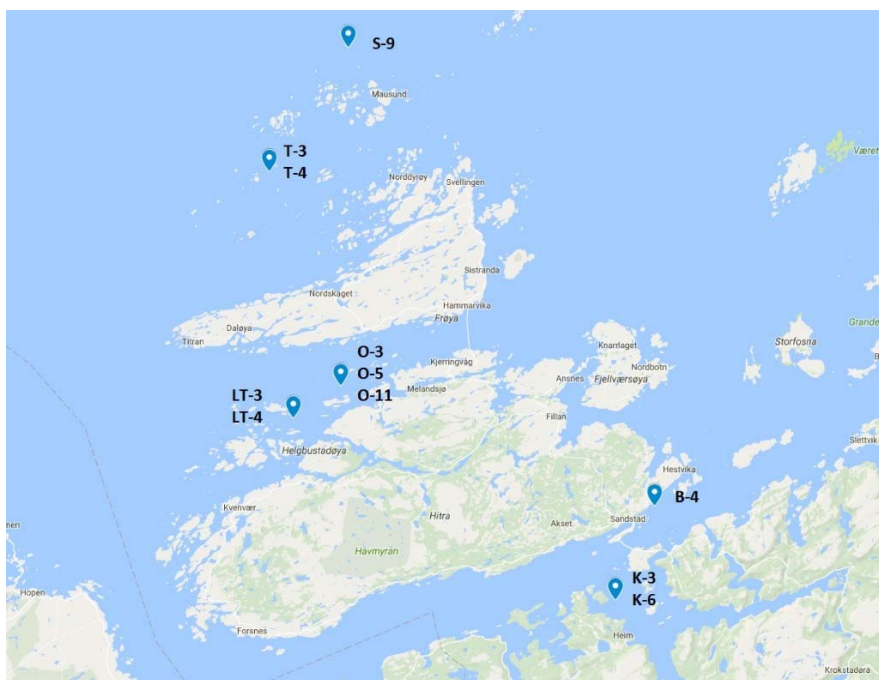 S-9
Mausund
Været
T-3
T-4
Norddyrøy
Svellingen
Sistranda
Nordskaget
Hammarvika
Frøya
Titran
Daløya
Storfosna
Grande
Knarrlaget
O-3
O-5
O-11
Kjerringvåg
Nordbotn
B
Melandsjø
Ansnes
Fjellværsøya
LT-3
LT-4
Fillan
Helgbustadøya
Slettvik
Hestvika
B-4
Kvenvær
Hitra
Akset
Sandstad
men
Havmyran
Hopen
K-3
K-6
Forsnes
Heim
Krokstadøra